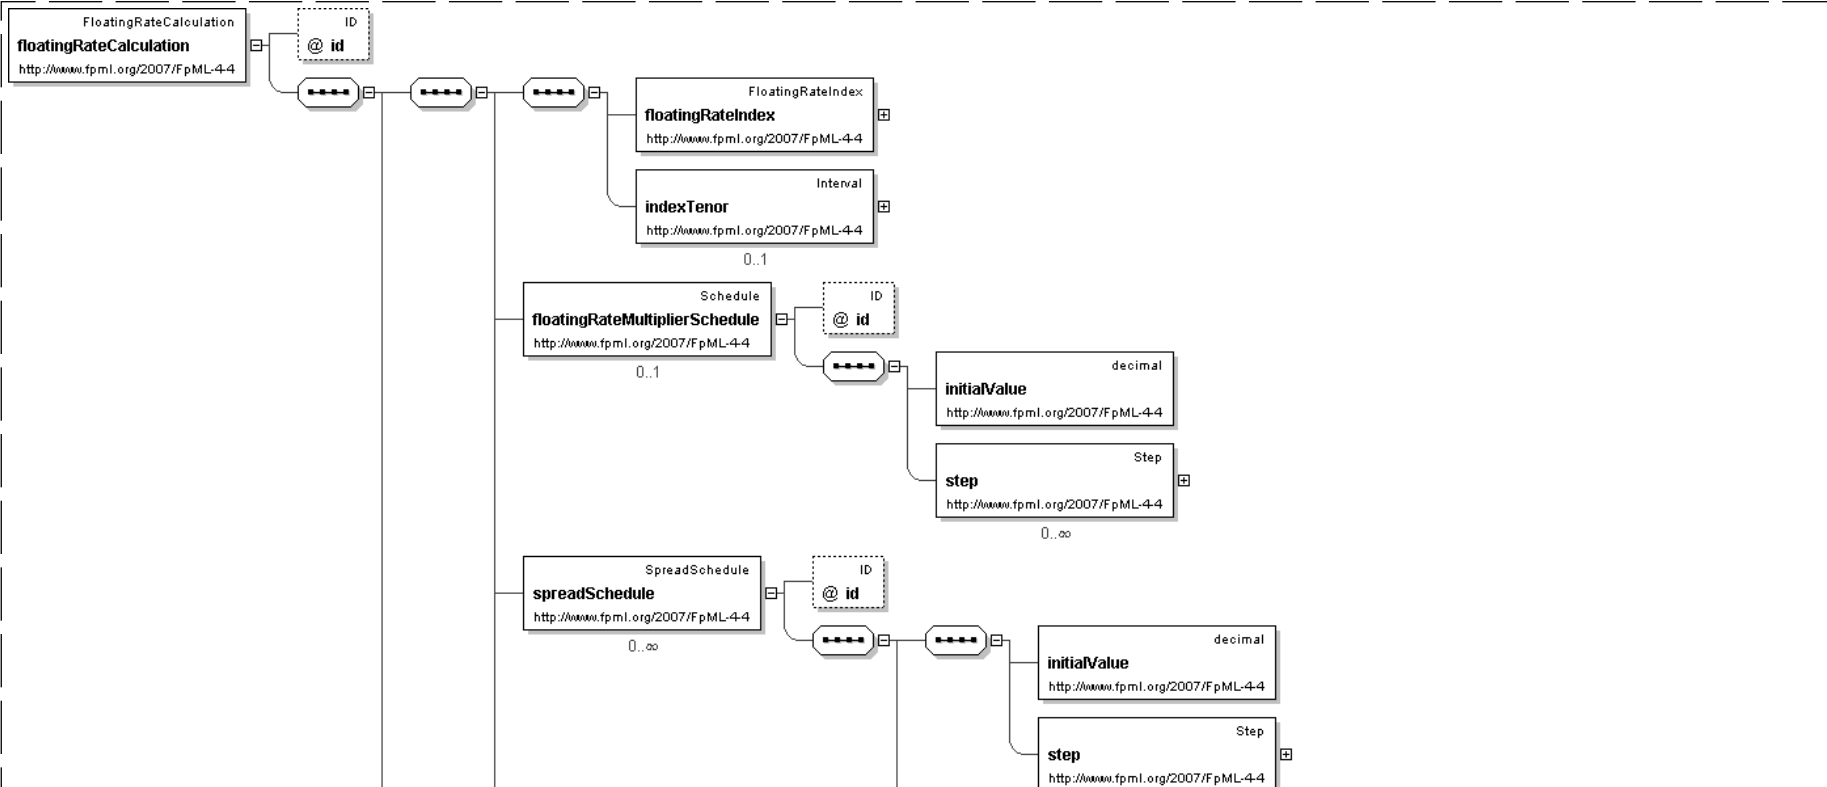 FloatingRateCalculation
floatingRateCalculation
http://www.fpml.org/2007/FpML-4-4
ID
@ id
FloatingRateIndex
floatingRateIndex
http://www.fpml.org/2007/FpML-4-4
Interval
indexTenor
http://www.fpml.org/2007/FpML-4-4
0..1
Schedule
floatingRateMultiplierSchedule
http://www.fpml.org/2007/FpML-4-4
0..1
ID
@ id
decimal
initialValue
http://www.fpml.org/2007/FpML-4-4
Step
step
http://www.fpml.org/2007/FpML-4-4
0..∞
SpreadSchedule
spreadSchedule
http://www.fpml.org/2007/FpML-4-4
0..∞
ID
@ id
decimal
initialValue
http://www.fpml.org/2007/FpML-4-4
Step
step
http://www.fpml.org/2007/FpML-4-4